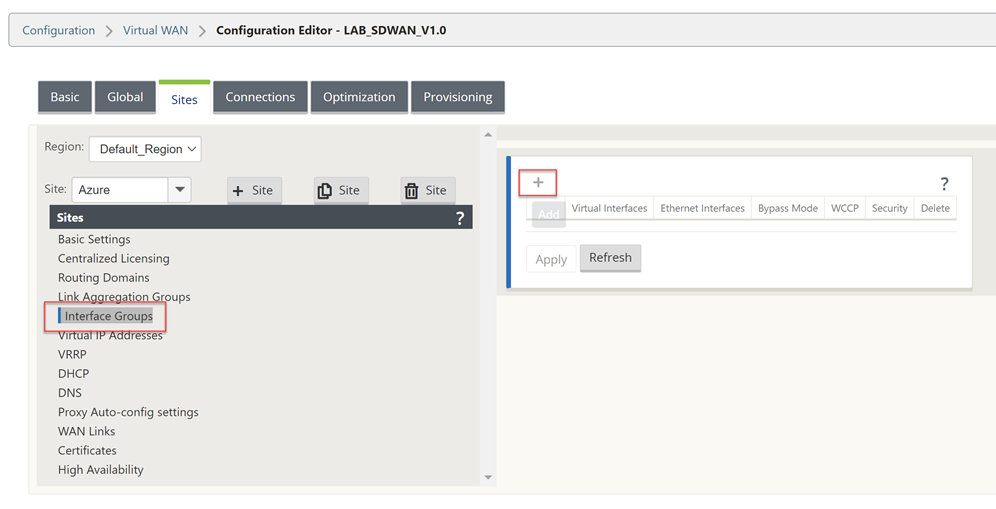 Configuration > Virtual WAN > Configuration Editor - LAB_SDWAN_V1.0
Basic Global Sites Connections Optimization Provisioning
Region: Default_Region
Site: Azure + Site Site Site
Sites ?
Basic Settings
Centralized Licensing
Routing Domains
Link Aggregation Groups
Interface Groups
Virtual IP Addresses
VRRP
DHCP
DNS
Proxy Auto-config settings
WAN Links
Certificates
High Availability
+ ?
Add Virtual Interfaces Ethernet Interfaces Bypass Mode WCCP Security Delete
Apply Refresh